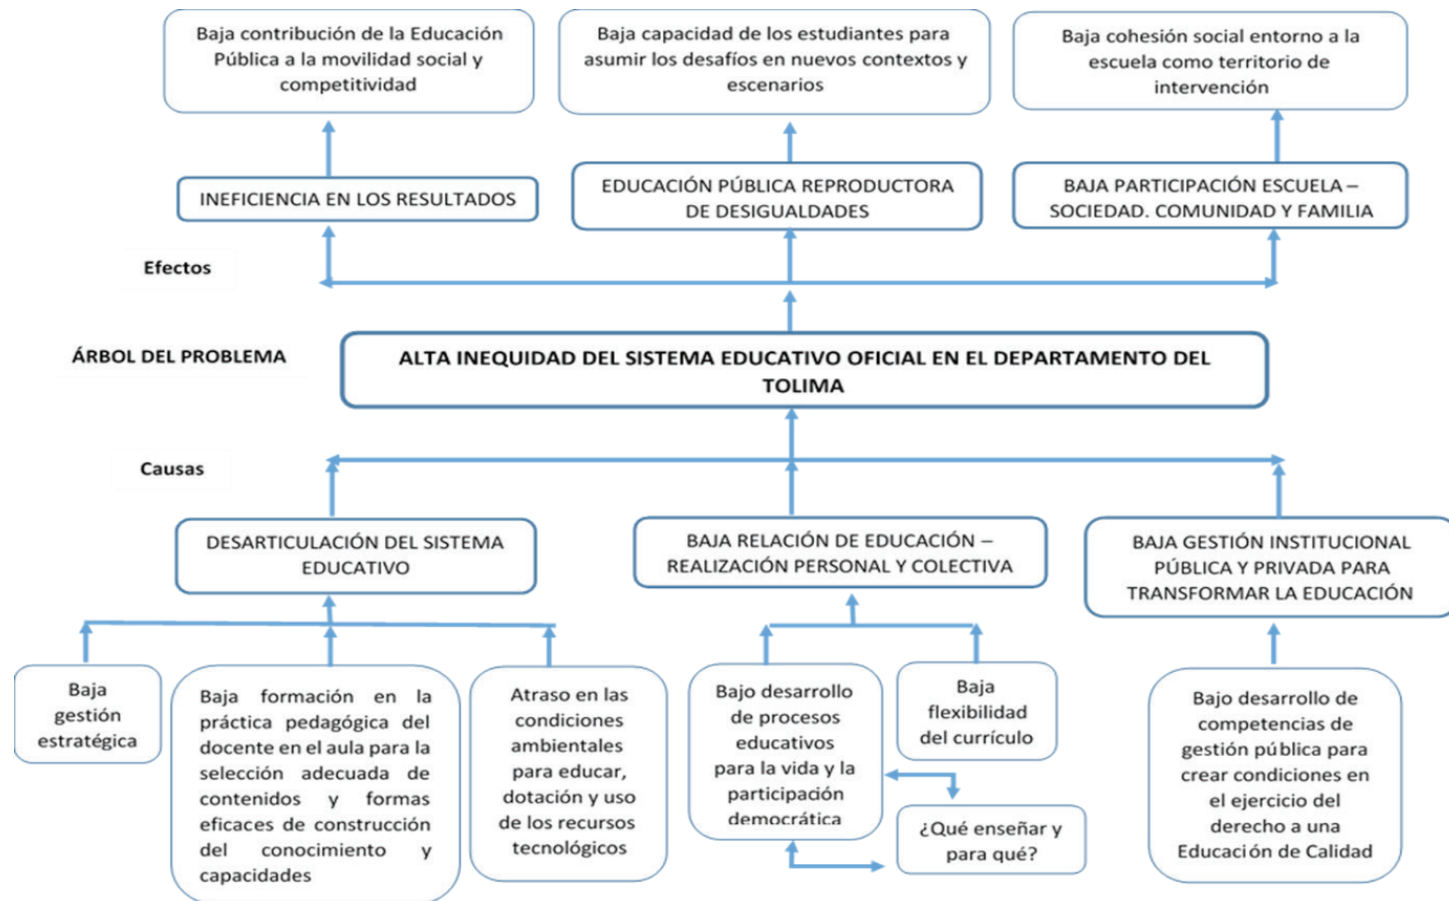 Baja contribución de la Educación
Pública a la movilidad social y
competitividad
Baja capacidad de los estudiantes para
asumir los desafíos en nuevos contextos y
escenarios
Baja cohesión social entorno a la
escuela como territorio de
intervención
INEFICIENCIA EN LOS RESULTADOS
EDUCACIÓN PÚBLICA REPRODUCTORA
DE DESIGUALDADES
BAJA PARTICIPACIÓN ESCUELA –
SOCIEDAD. COMUNIDAD Y FAMILIA
Efectos
ÁRBOL DEL PROBLEMA
ALTA INEQUIDAD DEL SISTEMA EDUCATIVO OFICIAL EN EL DEPARTAMENTO DEL
TOLIMA
Causas
DESARTICULACIÓN DEL SISTEMA
EDUCATIVO
BAJA RELACIÓN DE EDUCACIÓN –
REALIZACIÓN PERSONAL Y COLECTIVA
BAJA GESTIÓN INSTITUCIONAL
PÚBLICA Y PRIVADA PARA
TRANSFORMAR LA EDUCACIÓN
Baja
gestión
estratégica
Baja formación en la
práctica pedagógica del
docente en el aula para la
selección adecuada de
contenidos y formas
eficaces de construcción
del conocimiento y
capacidades
Atraso en las
condiciones
ambientales
para educar,
dotación y uso
de los recursos
tecnológicos
Bajo desarrollo
de procesos
educativos
para la vida y la
participación
democrática
Baja
flexibilidad
del currículo
¿Qué enseñar y
para qué?
Bajo desarrollo de
competencias de
gestión pública para
crear condiciones en
el ejercicio del
derecho a una
Educación de Calidad